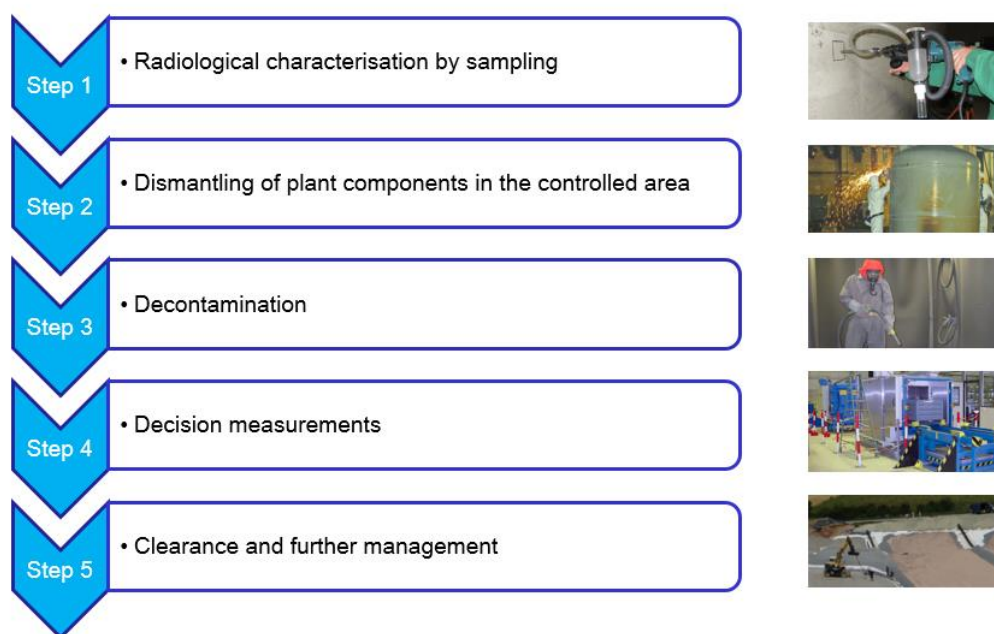 Step 1
• Radiological characterisation by sampling
Step 2
• Dismantling of plant components in the controlled area
Step 3
• Decontamination
Step 4
• Decision measurements
Step 5
• Clearance and further management